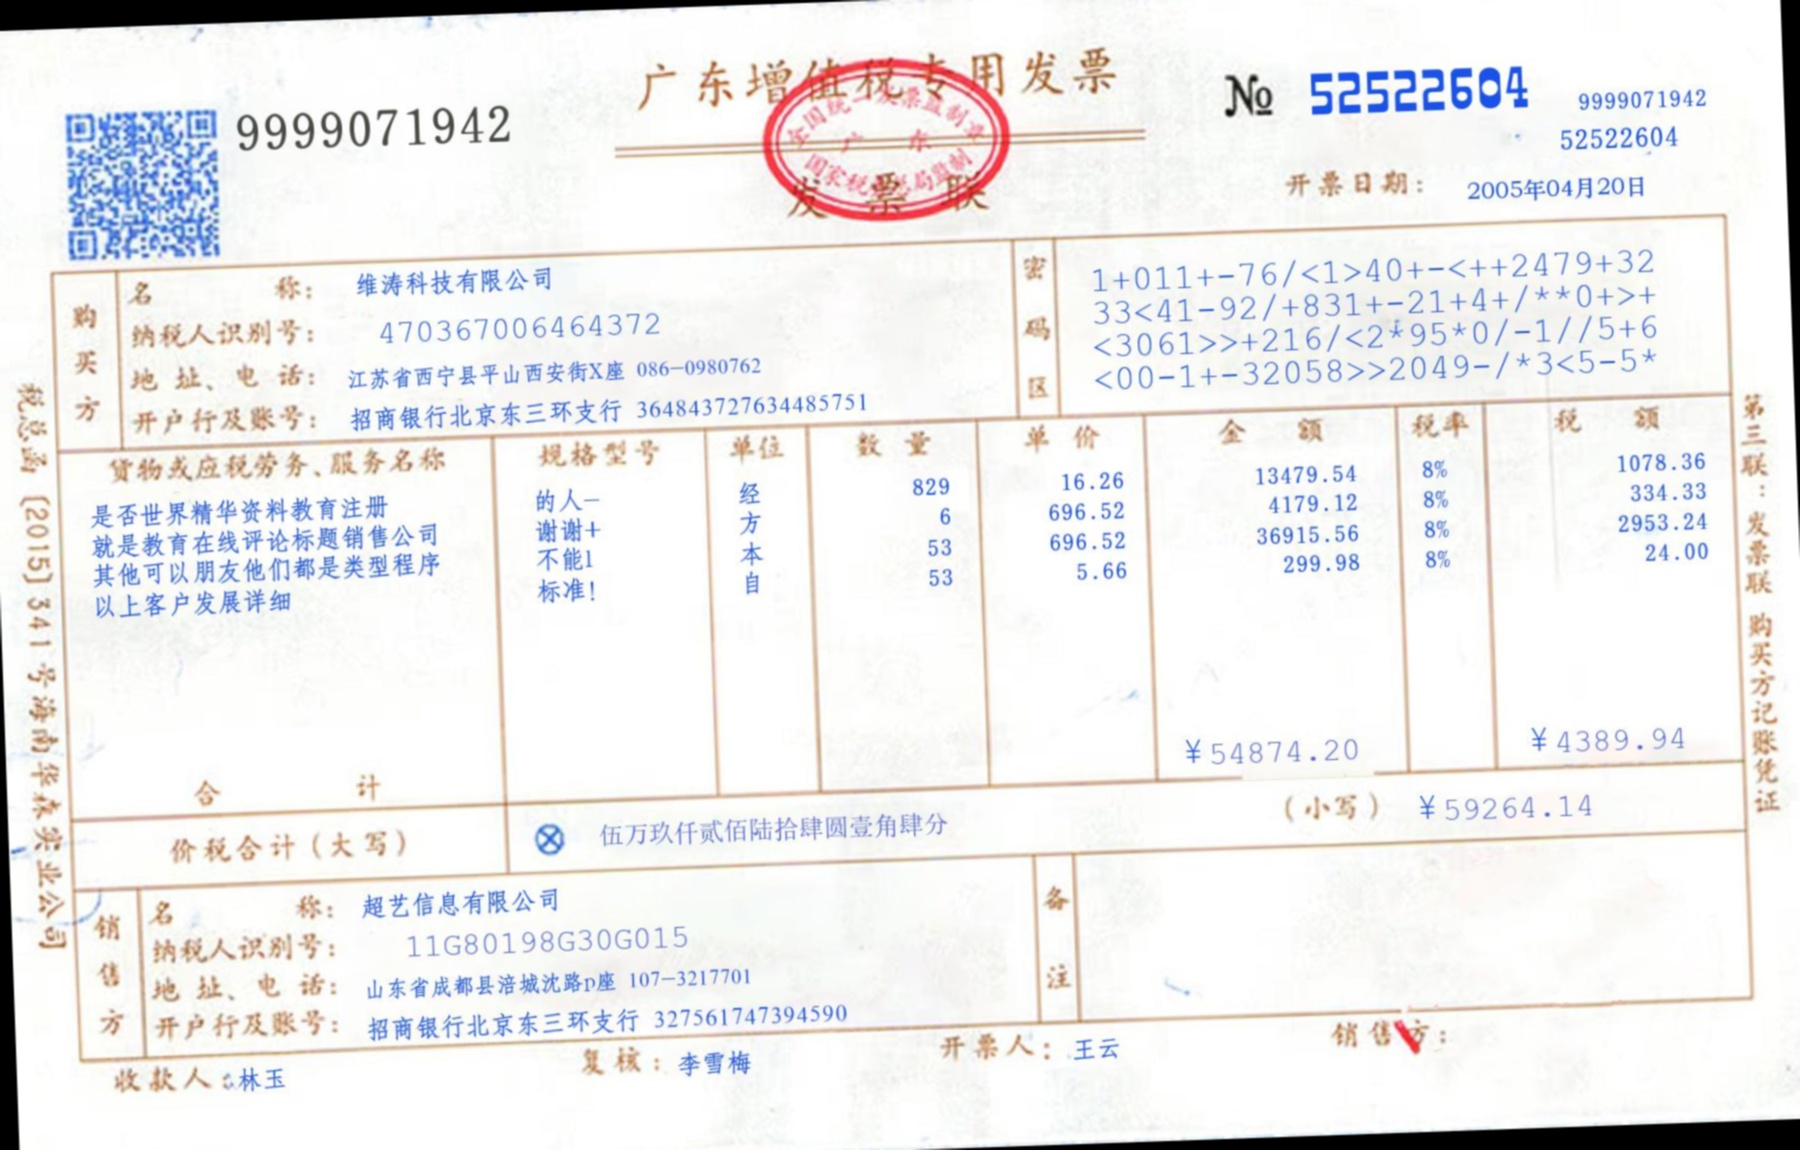 广东增值税专用发票
发票联
全国统一发票监制章
广东
国家税务总局监制
9999071942
№ 52522604
9999071942
52522604
开票日期: 2005年04月20日
购买方
名称: 维涛科技有限公司
纳税人识别号: 470367006464372
地址、电话: 江苏省西宁县平山西安街X座 086-0980762
开户行及账号: 招商银行北京东三环支行 364843727634485751
密码区
1+011+-76/<1>40+-<++2479+32
33<41-92/+831+-21+4+/**0+>+
<3061>>+216/<2*95*0/-1//5+6
<00-1+-32058>>2049-/*3<5-5*
货物或应税劳务、服务名称 规格型号 单位 数量 单价 金额 税率 税额
是否世界精华资料教育注册 的人- 经 829 16.26 13479.54 8% 1078.36
就是教育在线评论标题销售公司 谢谢+ 方 6 696.52 4179.12 8% 334.33
其他可以朋友他们都是类型程序 不能1 本 53 696.52 36915.56 8% 2953.24
以上客户发展详细 标准! 自 53 5.66 299.98 8% 24.00
合计 ¥54874.20 ¥4389.94
价税合计(大写) ⊗ 伍万玖仟贰佰陆拾肆圆壹角肆分 (小写) ¥59264.14
销售方
名称: 超艺信息有限公司
纳税人识别号: 11G80198G30G015
地址、电话: 山东省成都县涪城沈路p座 107-3217701
开户行及账号: 招商银行北京东三环支行 327561747394590
备注
收款人: 林玉 复核: 李雪梅 开票人: 王云 销售方:
税总函〔2015〕341号海南华森实业公司
第三联:发票联 购买方记账凭证